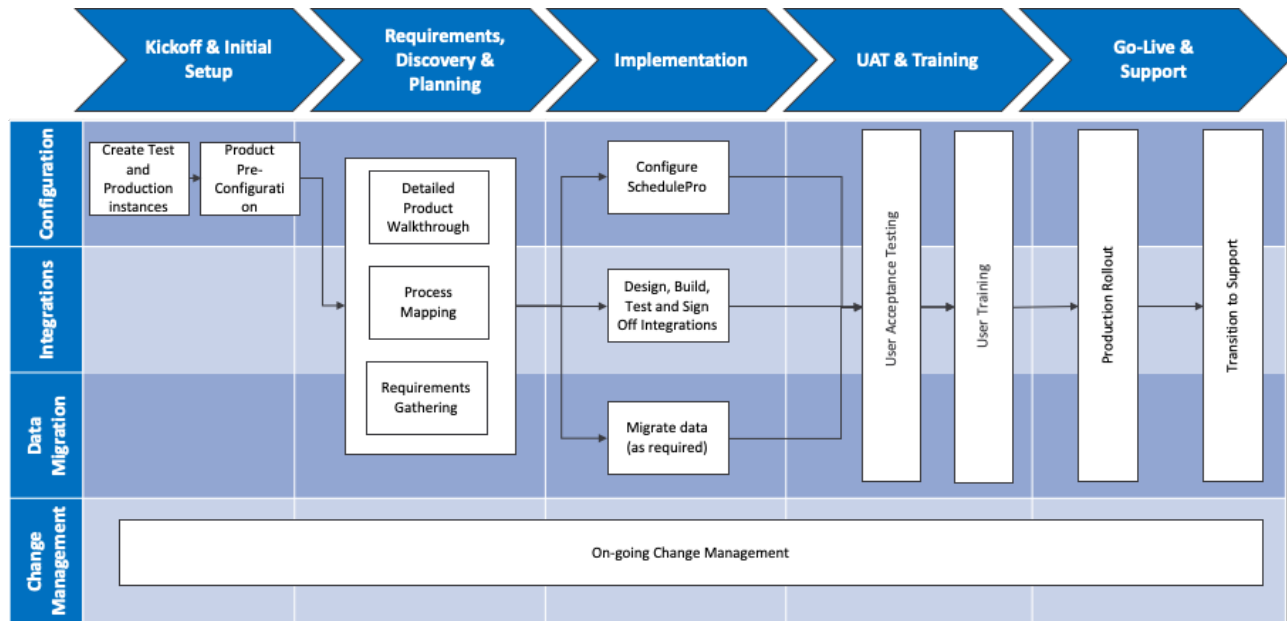 Kickoff & Initial
Setup
Requirements,
Discovery &
Planning
Implementation
UAT & Training
Go-Live &
Support
Configuration
Create Test
and
Production
instances
Product
Pre-
Configurati
on
Detailed
Product
Walkthrough
Configure
SchedulePro
Integrations
Process
Mapping
Design, Build,
Test and Sign
Off Integrations
User Acceptance Testing
User Training
Production Rollout
Transition to Support
Data
Migration
Requirements
Gathering
Migrate data
(as required)
Change
Management
On-going Change Management